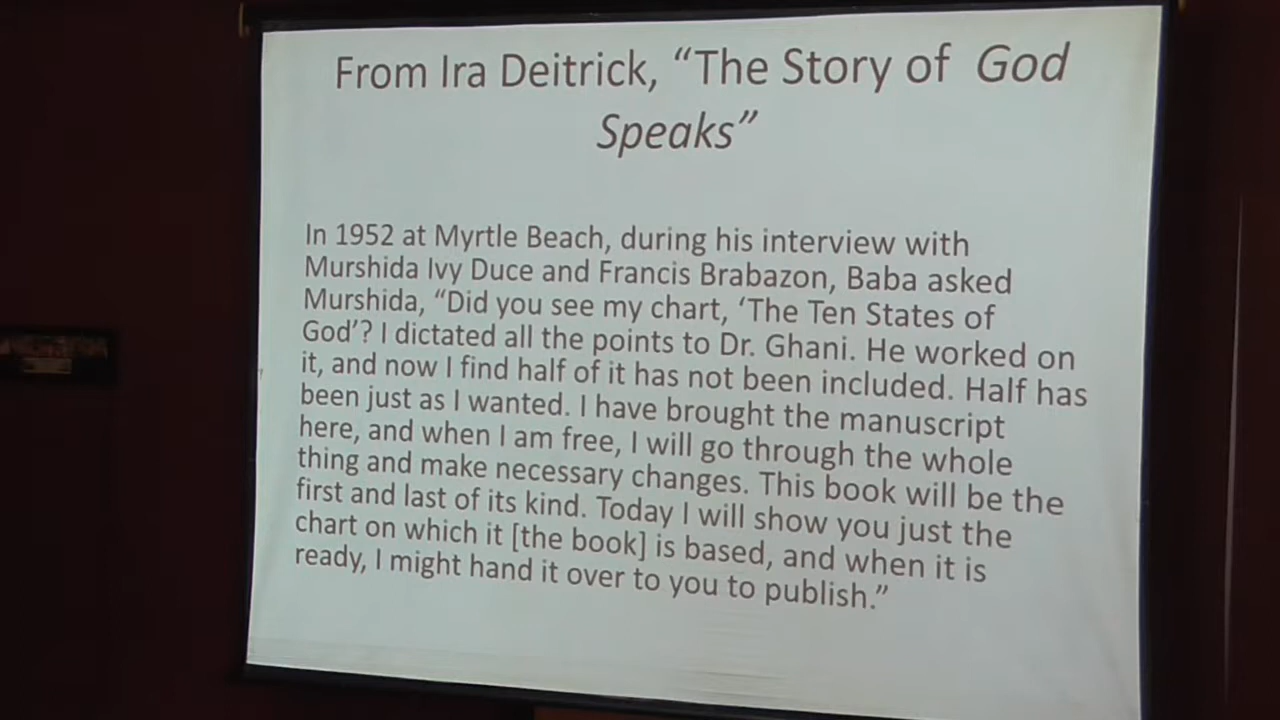 From Ira Deitrick, “The Story of God
Speaks”
In 1952 at Myrtle Beach, during his interview with
Murshida Ivy Duce and Francis Brabazon, Baba asked
Murshida, “Did you see my chart, ‘The Ten States of
God’? I dictated all the points to Dr. Ghani. He worked on
it, and now I find half of it has not been included. Half has
been just as I wanted. I have brought the manuscript
here, and when I am free, I will go through the whole
thing and make necessary changes. This book will be the
first and last of its kind. Today I will show you just the
chart on which it [the book] is based, and when it is
ready, I might hand it over to you to publish.”